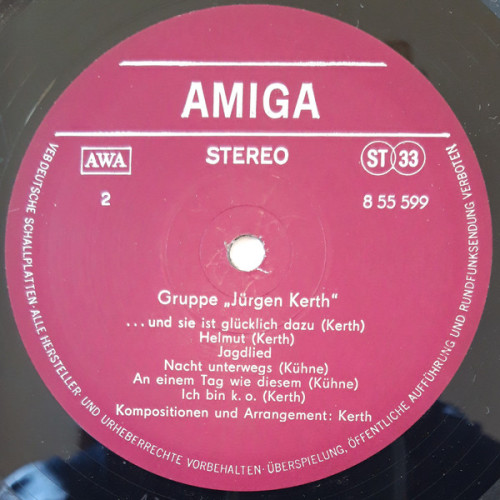 AMIGA
AWA
STEREO
ST 33
2
8 55 599
Gruppe „Jürgen Kerth“
...und sie ist glücklich dazu (Kerth)
Helmut (Kerth)
Jagdlied
Nacht unterwegs (Kühne)
An einem Tag wie diesem (Kühne)
Ich bin k. o. (Kerth)
Kompositionen und Arrangement: Kerth
VEB DEUTSCHE SCHALLPLATTEN · ALLE HERSTELLER- UND URHEBERRECHTE VORBEHALTEN · ÜBERSPIELUNG, ÖFFENTLICHE AUFFÜHRUNG UND RUNDFUNKSENDUNG VERBOTEN